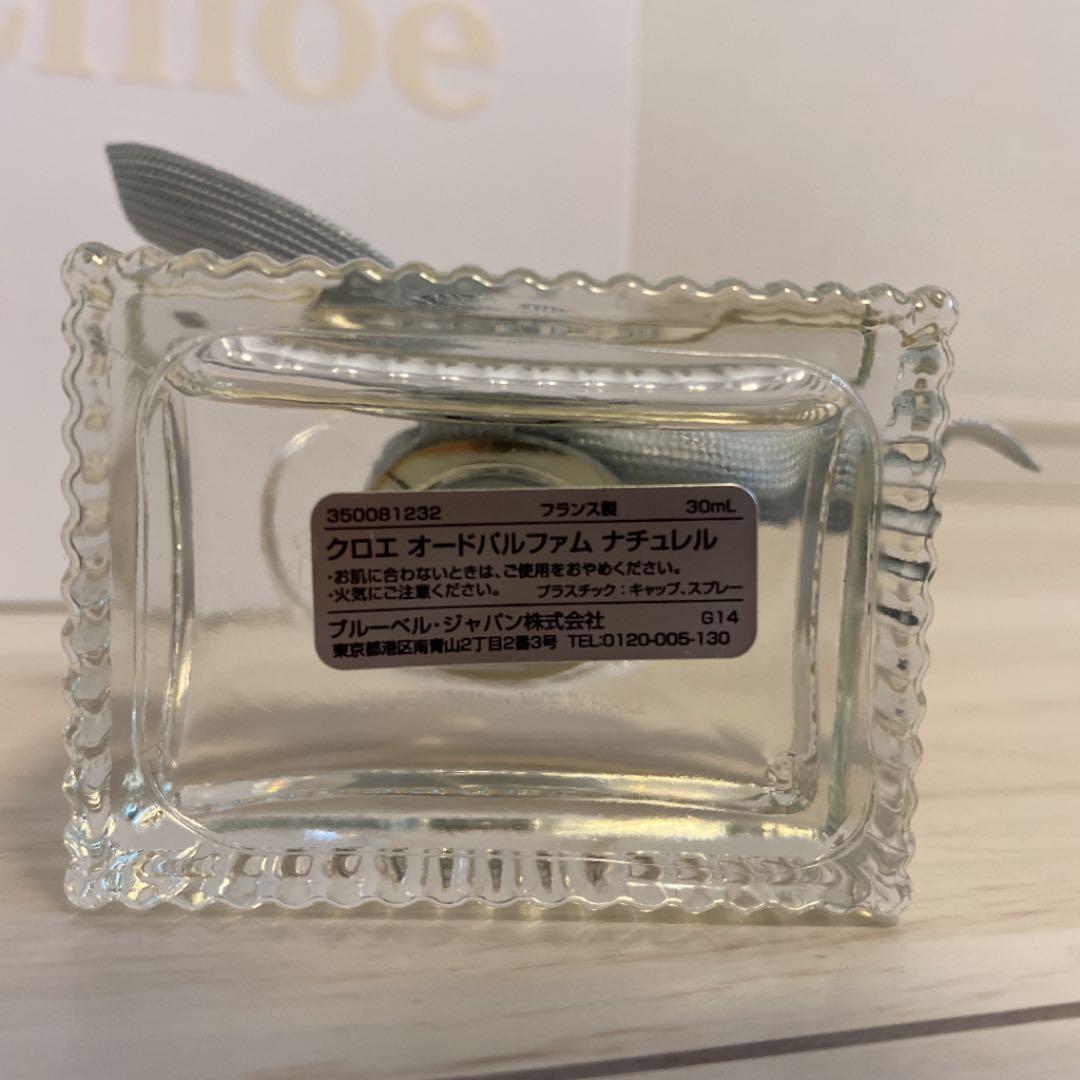 Chloé
350081232 フランス製 30mL
クロエ オードパルファム ナチュレル
・お肌に合わないときは、ご使用をおやめください。
・火気にご注意ください。 プラスチック:キャップ、スプレー
ブルーベル・ジャパン株式会社 G14
東京都港区南青山2丁目2番3号 TEL:0120-005-130